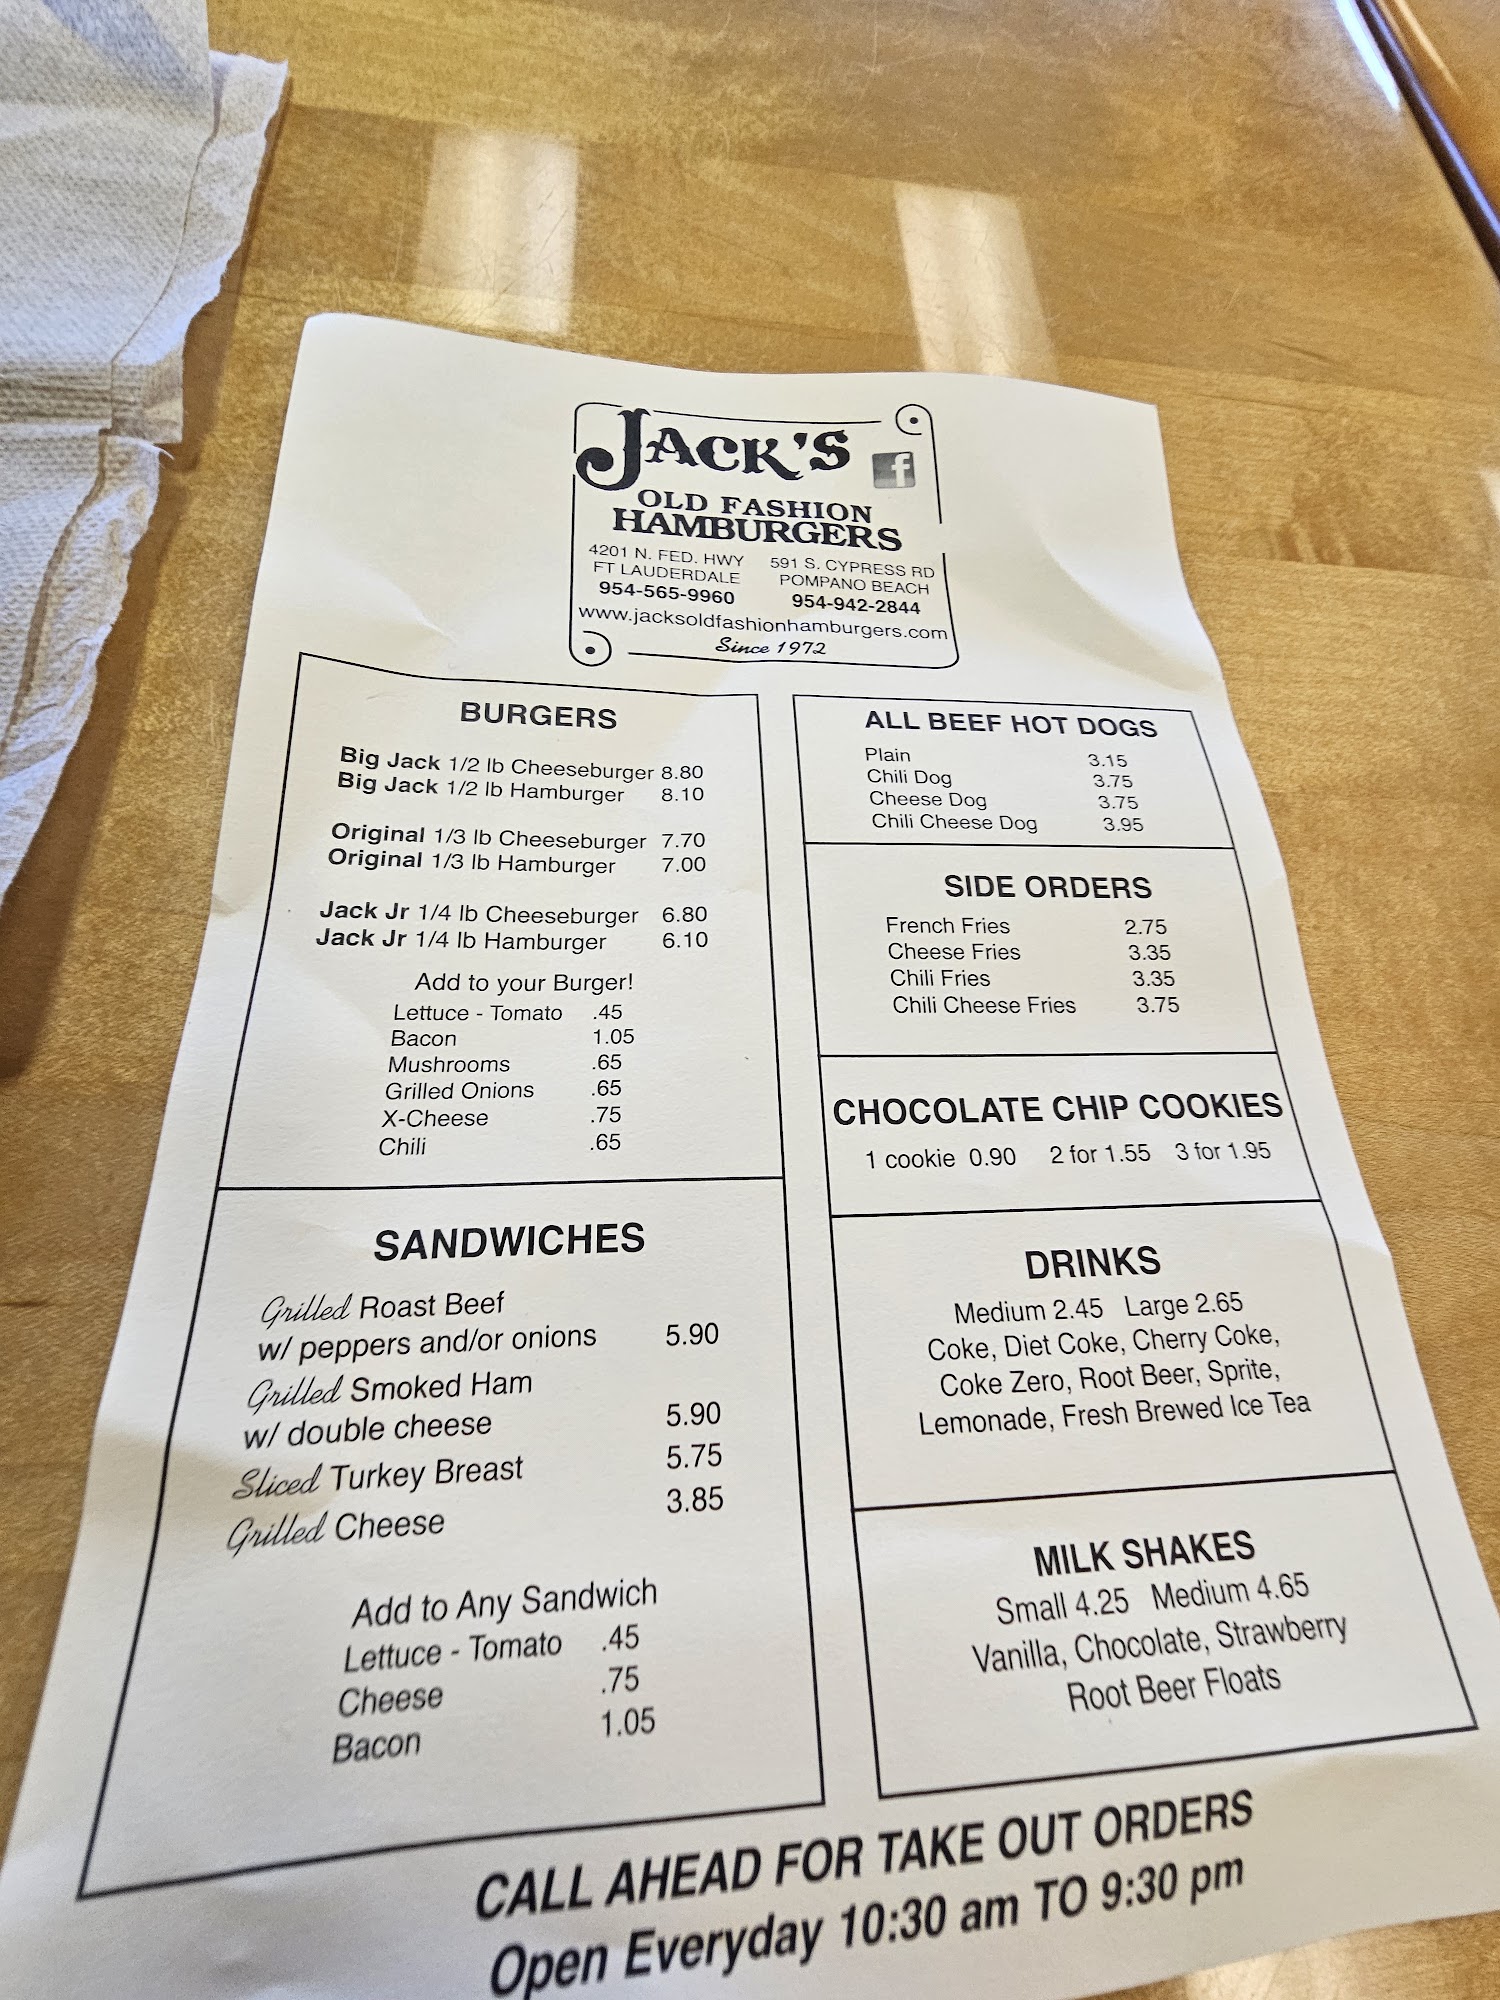 JACK'S
f
OLD FASHION
HAMBURGERS
4201 N. FED. HWY
FT LAUDERDALE
954-565-9960
591 S. CYPRESS RD
POMPANO BEACH
954-942-2844
www.jacksoldfashionhamburgers.com
Since 1972
BURGERS
Big Jack 1/2 lb Cheeseburger 8.80
Big Jack 1/2 lb Hamburger 8.10
Original 1/3 lb Cheeseburger 7.70
Original 1/3 lb Hamburger 7.00
Jack Jr 1/4 lb Cheeseburger 6.80
Jack Jr 1/4 lb Hamburger 6.10
Add to your Burger!
Lettuce - Tomato .45
Bacon 1.05
Mushrooms .65
Grilled Onions .65
X-Cheese .75
Chili .65
SANDWICHES
Grilled Roast Beef
w/ peppers and/or onions 5.90
Grilled Smoked Ham
w/ double cheese 5.90
Sliced Turkey Breast 5.75
Grilled Cheese 3.85
Add to Any Sandwich
Lettuce - Tomato .45
Cheese .75
Bacon 1.05
ALL BEEF HOT DOGS
Plain 3.15
Chili Dog 3.75
Cheese Dog 3.75
Chili Cheese Dog 3.95
SIDE ORDERS
French Fries 2.75
Cheese Fries 3.35
Chili Fries 3.35
Chili Cheese Fries 3.75
CHOCOLATE CHIP COOKIES
1 cookie 0.90 2 for 1.55 3 for 1.95
DRINKS
Medium 2.45 Large 2.65
Coke, Diet Coke, Cherry Coke,
Coke Zero, Root Beer, Sprite,
Lemonade, Fresh Brewed Ice Tea
MILK SHAKES
Small 4.25 Medium 4.65
Vanilla, Chocolate, Strawberry
Root Beer Floats
CALL AHEAD FOR TAKE OUT ORDERS
Open Everyday 10:30 am TO 9:30 pm